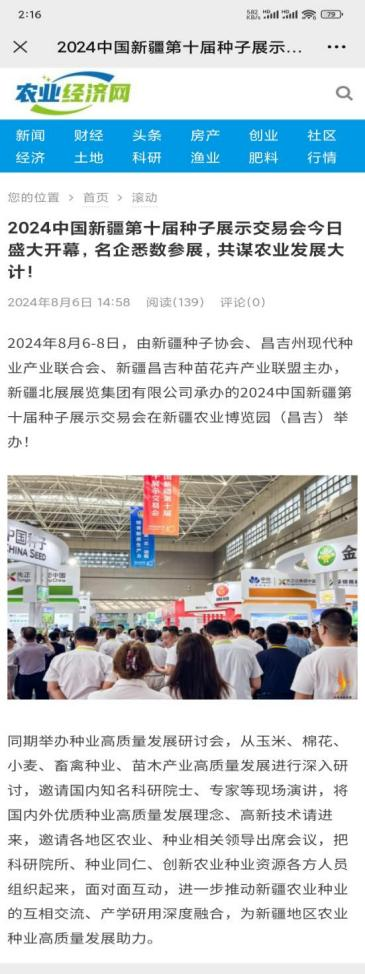 2:16
79
2024中国新疆第十届种子展示...
农业经济网
新闻 财经 头条 房产 创业 社区
经济 土地 科研 渔业 肥料 行情
您的位置 > 首页 > 滚动
2024中国新疆第十届种子展示交易会今日
盛大开幕，名企悉数参展，共谋农业发展大
计！
2024年8月6日 14:58 阅读(139) 评论(0)
2024年8月6-8日，由新疆种子协会、昌吉州现代种
业产业联合会、新疆昌吉种苗花卉产业联盟主办，
新疆北展展览集团有限公司承办的2024中国新疆第
十届种子展示交易会在新疆农业博览园（昌吉）举
办！
中国种子
CHINA SEED
先正达
同期举办种业高质量发展研讨会，从玉米、棉花、
小麦、畜禽种业、苗木产业高质量发展进行深入研
讨，邀请国内知名科研院士、专家等现场演讲，将
国内外优质种业高质量发展理念、高新技术请进
来，邀请各地区农业、种业相关领导出席会议，把
科研院所、种业同仁、创新农业种业资源各方人员
组织起来，面对面互动，进一步推动新疆农业种业
的互相交流、产学研用深度融合，为新疆地区农业
种业高质量发展助力。